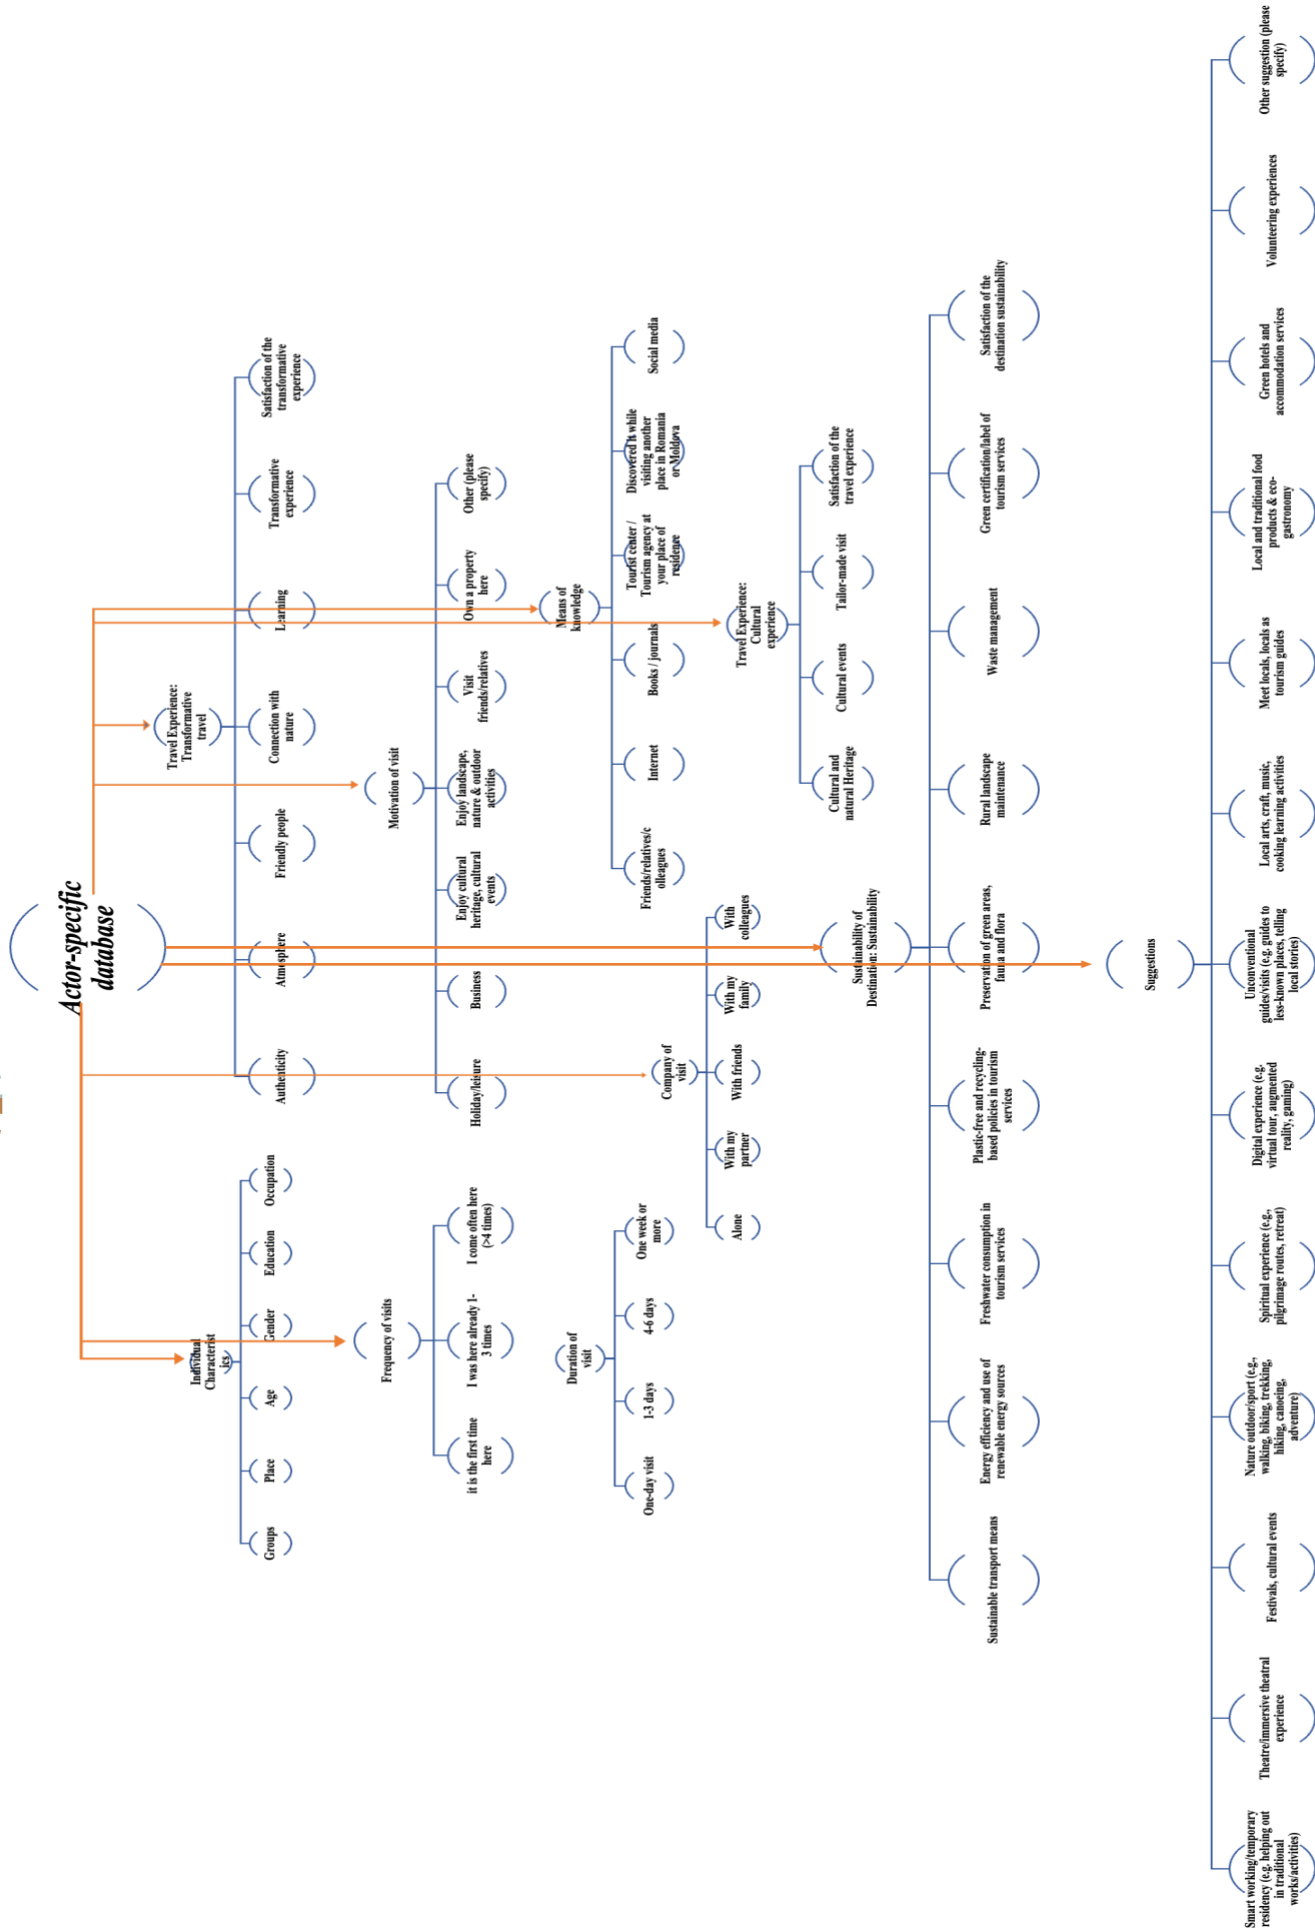 Actor-specific
database
Individual
Characterist
ics
Groups
Place
Age
Gender
Education
Occupation
Travel Experience:
Transformative
travel
Authenticity
Atmosphere
Friendly people
Connection with
nature
Learning
Transformative
experience
Satisfaction of the
transformative
experience
Frequency of visits
it is the first time
here
I was here already 1-
3 times
I come often here
(>4 times)
Motivation of visit
Holiday/leisure
Business
Enjoy cultural
heritage, cultural
events
Enjoy landscape,
nature & outdoor
activities
Visit
friends/relatives
Own a property
here
Other (please
specify)
Duration of
visit
One-day visit
1-3 days
4-6 days
One week or
more
Means of
knowledge
Friends/relatives/c
olleagues
Internet
Books / journals
Tourist center /
Tourism agency at
your place of
residence
Discovered is while
visiting another
place in Romania
or Moldova
Social media
Company of
visit
Alone
With my
partner
With friends
With my
family
With
colleagues
Travel Experience:
Cultural
experience
Cultural and
natural Heritage
Cultural events
Tailor-made visit
Satisfaction of the
travel experience
Sustainability of
Destination: Sustainability
Sustainable transport means
Energy efficiency and use of
renewable energy sources
Freshwater consumption in
tourism services
Plastic-free and recycling-
based policies in tourism
services
Preservation of green areas,
fauna and flora
Rural landscape
maintenance
Waste management
Green certification/label of
tourism services
Satisfaction of the
destination sustainability
Suggestions
Smart working/temporary
residency (e.g. helping out
in traditional
works/activities)
Theatre/immersive theatral
experience
Festivals, cultural events
Nature outdoor/sport (e.g.,
walking, biking, trekking,
hiking, canoeing,
adventure)
Spiritual experience (e.g.,
pilgrimage routes, retreat)
Digital experience (e.g.
virtual tour, augmented
reality, gaming)
Unconventional
guides/visits (e.g. guides to
less-known places, telling
local stories)
Local arts, craft, music,
cooking learning activities
Meet locals, locals as
tourism guides
Local and traditional food
products & eco-
gastronomy
Green hotels and
accommodation services
Volunteering experiences
Other suggestion (please
specify)